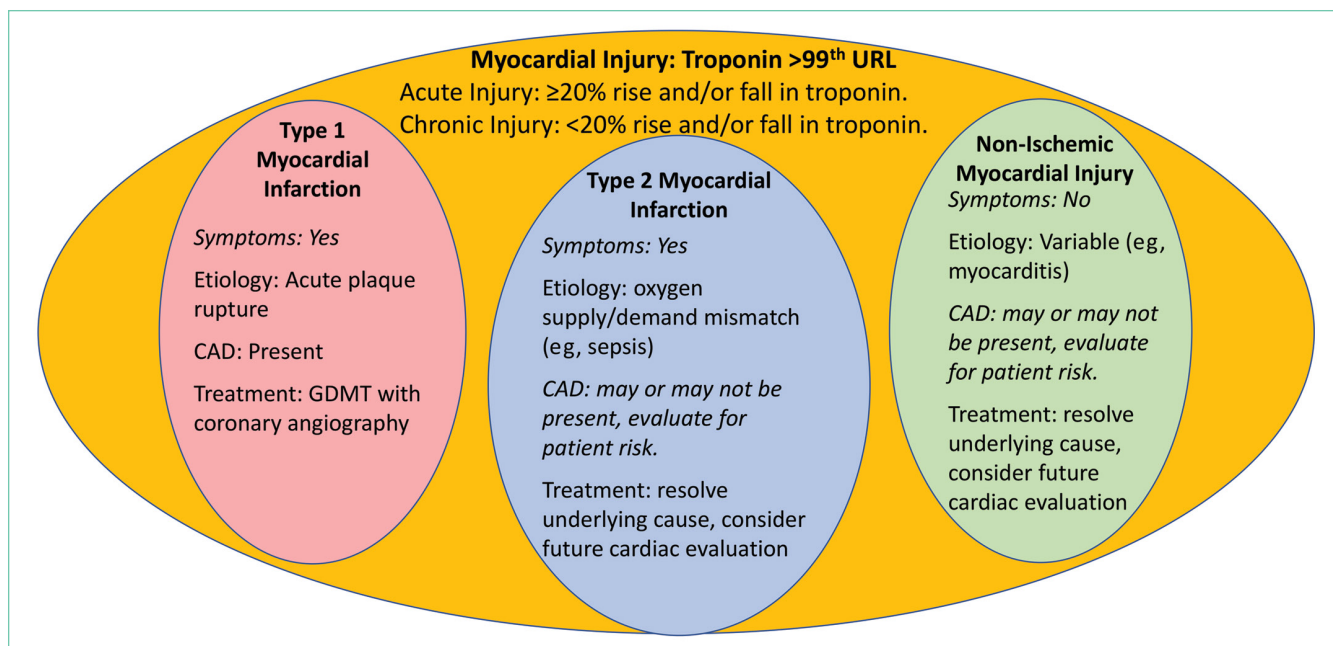 Myocardial Injury: Troponin >99th URL
Acute Injury: ≥20% rise and/or fall in troponin.
Chronic Injury: <20% rise and/or fall in troponin.
Type 1
Myocardial
Infarction
Symptoms: Yes
Etiology: Acute plaque
rupture
CAD: Present
Treatment: GDMT with
coronary angiography
Type 2 Myocardial
Infarction
Symptoms: Yes
Etiology: oxygen
supply/demand mismatch
(eg, sepsis)
CAD: may or may not be
present, evaluate for
patient risk.
Treatment: resolve
underlying cause, consider
future cardiac evaluation
Non-Ischemic
Myocardial Injury
Symptoms: No
Etiology: Variable (eg,
myocarditis)
CAD: may or may not
be present, evaluate
for patient risk.
Treatment: resolve
underlying cause,
consider future
cardiac evaluation